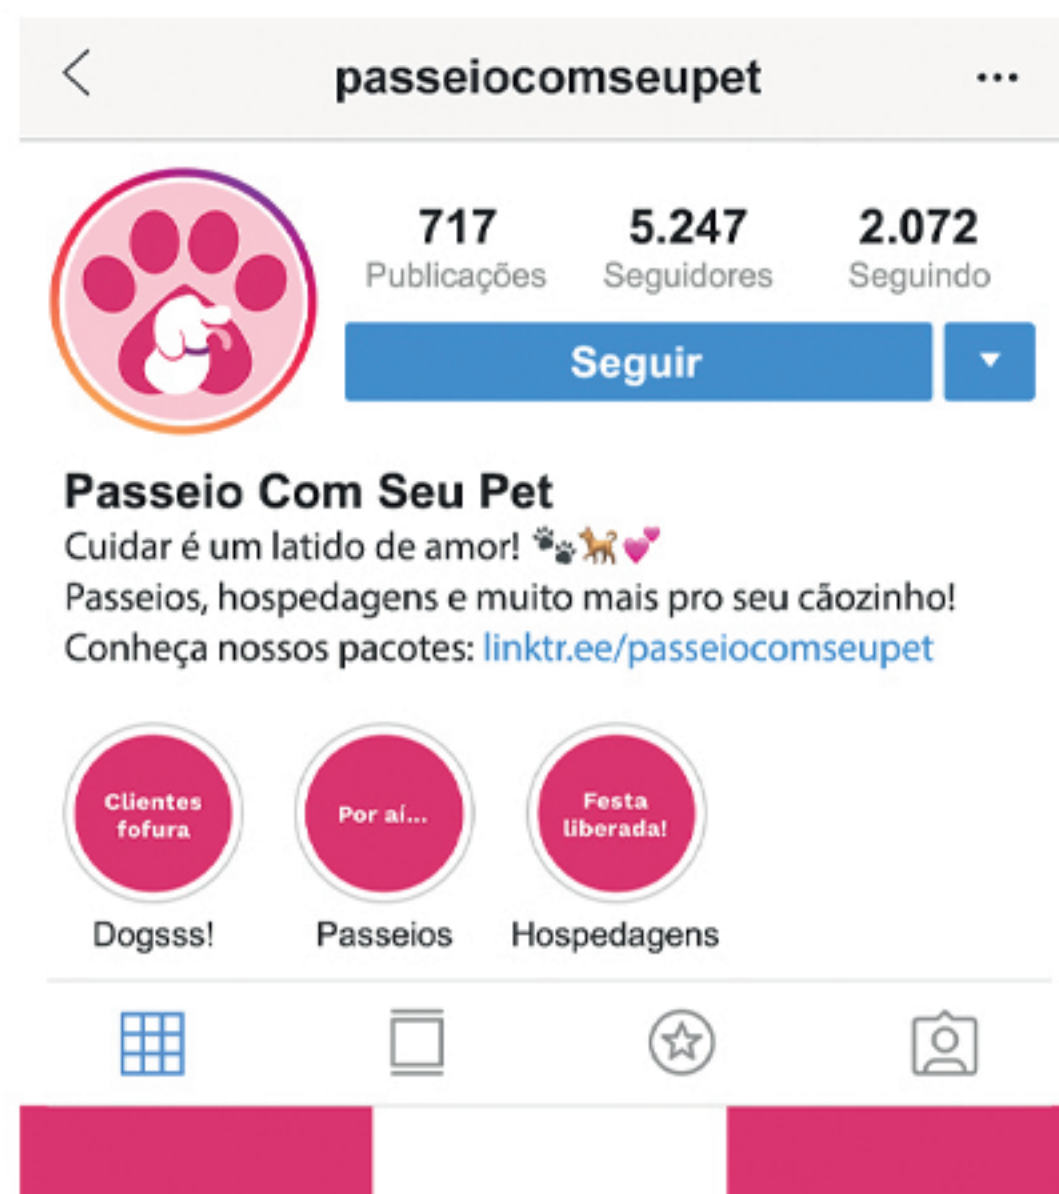 passeiocomseupet
717 5.247 2.072
Publicações Seguidores Seguindo
Seguir
Passeio Com Seu Pet
Cuidar é um latido de amor! 🐾🐕💕
Passeios, hospedagens e muito mais pro seu cãozinho!
Conheça nossos pacotes: linktr.ee/passeiocomseupet
Clientes
fofura
Por aí...
Festa
liberada!
Dogsss! Passeios Hospedagens